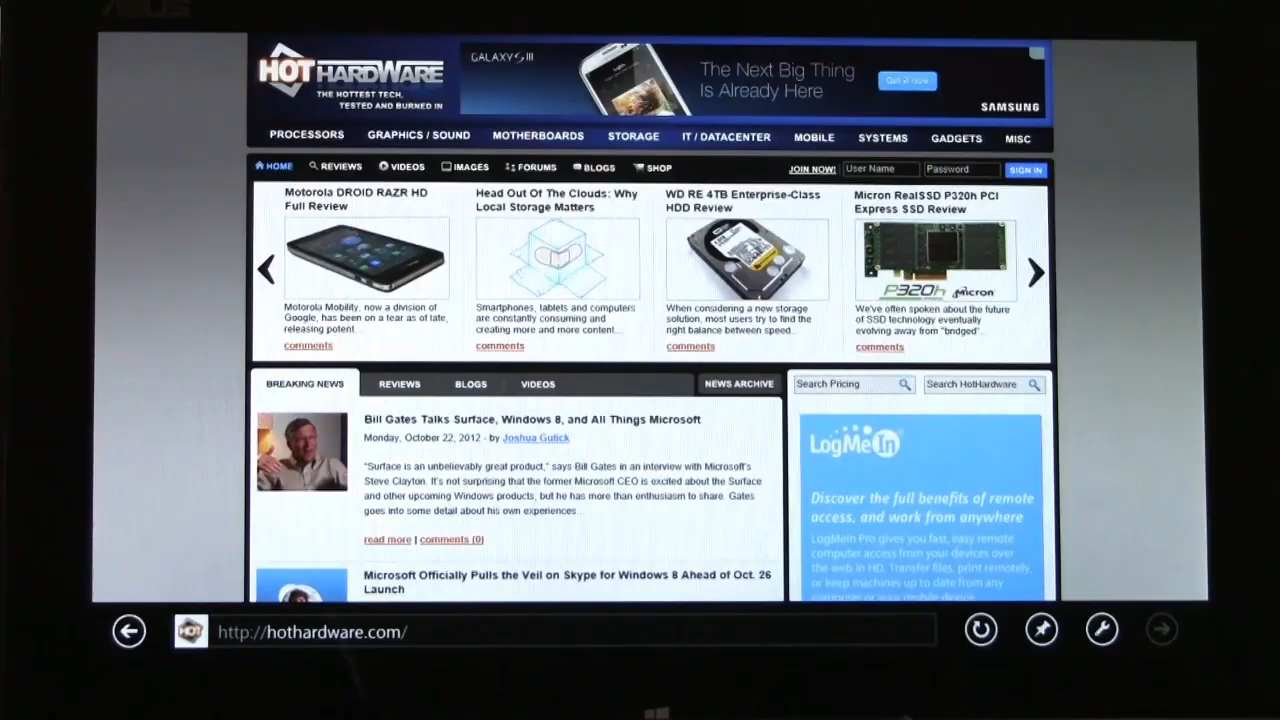 ASUS
GALAXY S III
HOT HARDWARE
THE HOTTEST TECH,
TESTED AND BURNED IN
The Next Big Thing
Is Already Here
Get it now
SAMSUNG
PROCESSORS GRAPHICS / SOUND MOTHERBOARDS STORAGE IT / DATACENTER MOBILE SYSTEMS GADGETS MISC
HOME REVIEWS VIDEOS IMAGES FORUMS BLOGS SHOP JOIN NOW! User Name Password SIGN IN
Motorola DROID RAZR HD
Full Review
Motorola Mobility, now a division of
Google, has been on a tear as of late,
releasing potent...
comments
Head Out Of The Clouds: Why
Local Storage Matters
Smartphones, tablets and computers
are constantly consuming and
creating more and more content....
comments
WD RE 4TB Enterprise-Class
HDD Review
When considering a new storage
solution, most users try to find the
right balance between speed...
comments
Micron RealSSD P320h PCI
Express SSD Review
P320h Micron
We've often spoken about the future
of SSD technology eventually
evolving away from "bridged"...
comments
BREAKING NEWS REVIEWS BLOGS VIDEOS NEWS ARCHIVE
Search Pricing Search HotHardware
Bill Gates Talks Surface, Windows 8, and All Things Microsoft
Monday, October 22, 2012 - by Joshua Gulick
"Surface is an unbelievably great product," says Bill Gates in an interview with Microsoft's
Steve Clayton. It's not surprising that the former Microsoft CEO is excited about the Surface
and other upcoming Windows products, but he has more than enthusiasm to share. Gates
goes into some detail about his own experiences...
read more | comments (0)
Microsoft Officially Pulls the Veil on Skype for Windows 8 Ahead of Oct. 26
Launch
LogMeIn
Discover the full benefits of remote
access, and work from anywhere
LogMeIn Pro gives you fast, easy remote
computer access from your devices over
the web in HD. Transfer files, print remotely,
or keep machines up to date from any
computer or your mobile device.
HOT
http://hothardware.com/